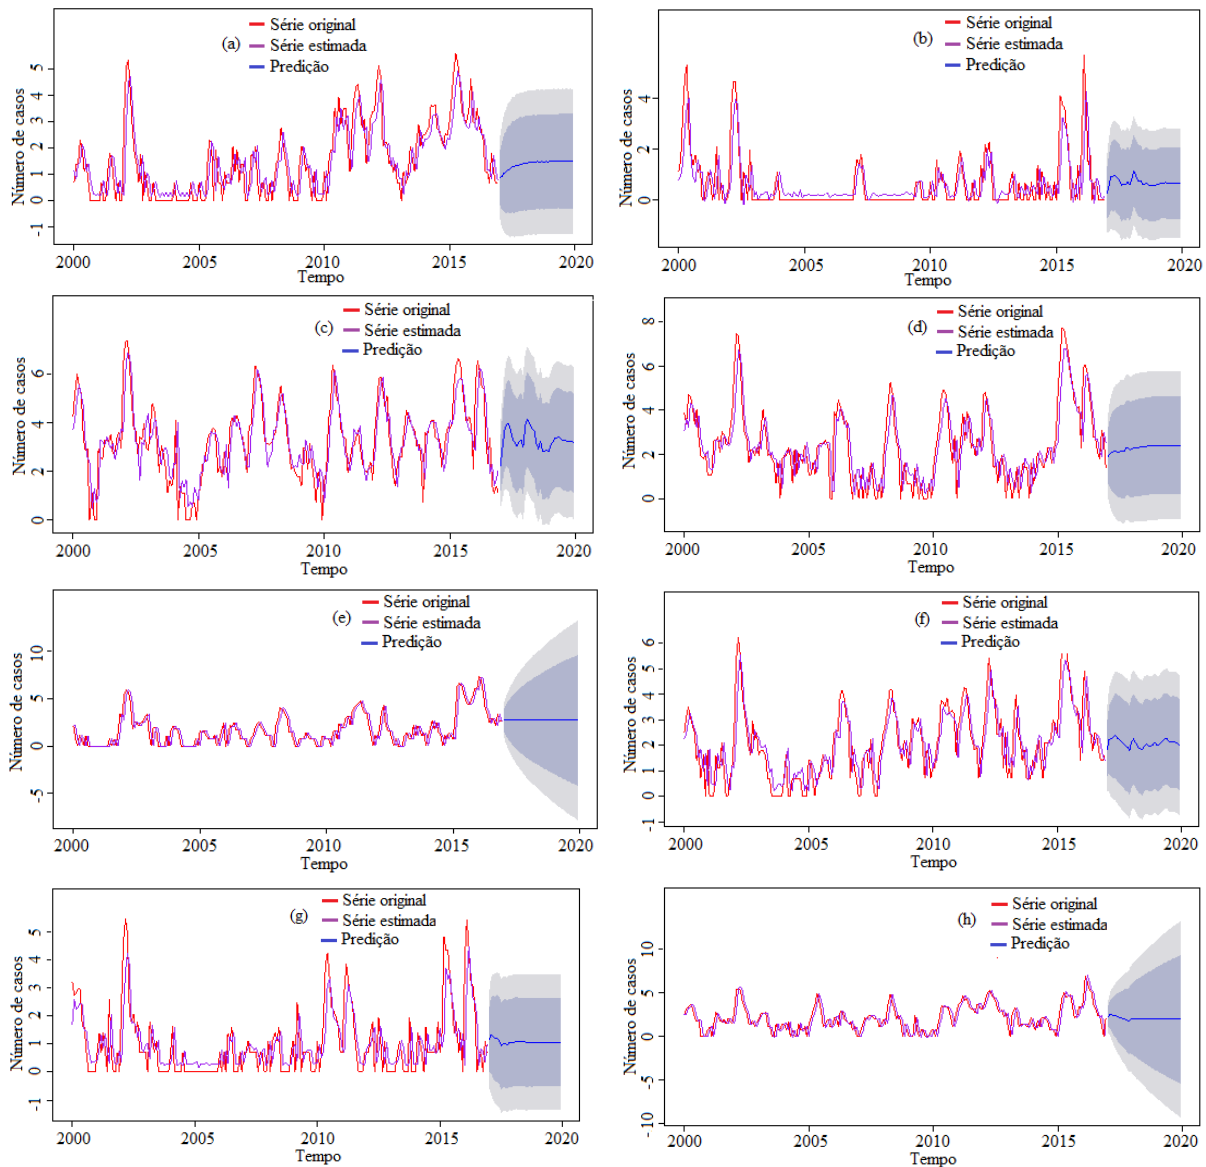 (a)
Série original
Série estimada
Predição
Número de casos
5
4
3
2
1
0
-1
2000
2005
2010
2015
2020
Tempo
(b)
Série original
Série estimada
Predição
Número de casos
4
2
0
2000
2005
2010
2015
2020
Tempo
(c)
Série original
Série estimada
Predição
Número de casos
6
4
2
0
2000
2005
2010
2015
2020
Tempo
(d)
Série original
Série estimada
Predição
Número de casos
8
6
4
2
0
2000
2005
2010
2015
2020
Tempo
(e)
Série original
Série estimada
Predição
Número de casos
10
5
0
-5
2000
2005
2010
2015
2020
Tempo
(f)
Série original
Série estimada
Predição
Número de casos
6
5
4
3
2
1
0
-1
2000
2005
2010
2015
2020
Tempo
(g)
Série original
Série estimada
Predição
Número de casos
5
4
3
2
1
0
-1
2000
2005
2010
2015
2020
Tempo
(h)
Série original
Série estimada
Predição
Número de casos
10
5
0
-5
-10
2000
2005
2010
2015
2020
Tempo